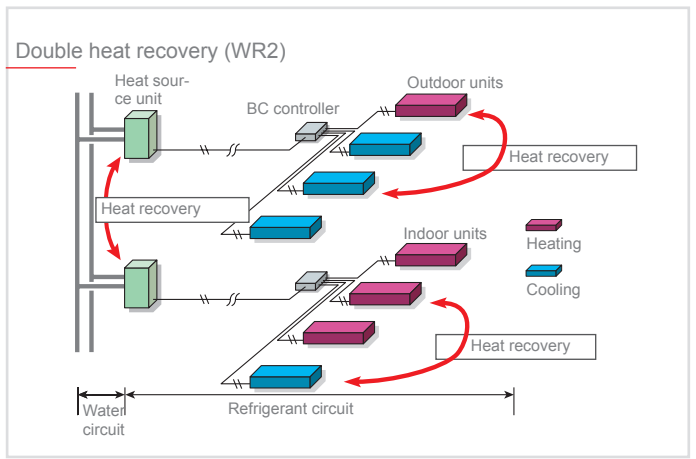 Double heat recovery (WR2)
Heat sour-
ce unit
BC controller
Outdoor units
Heat recovery
Heat recovery
Indoor units
Heating
Cooling
Heat recovery
Water
circuit
Refrigerant circuit